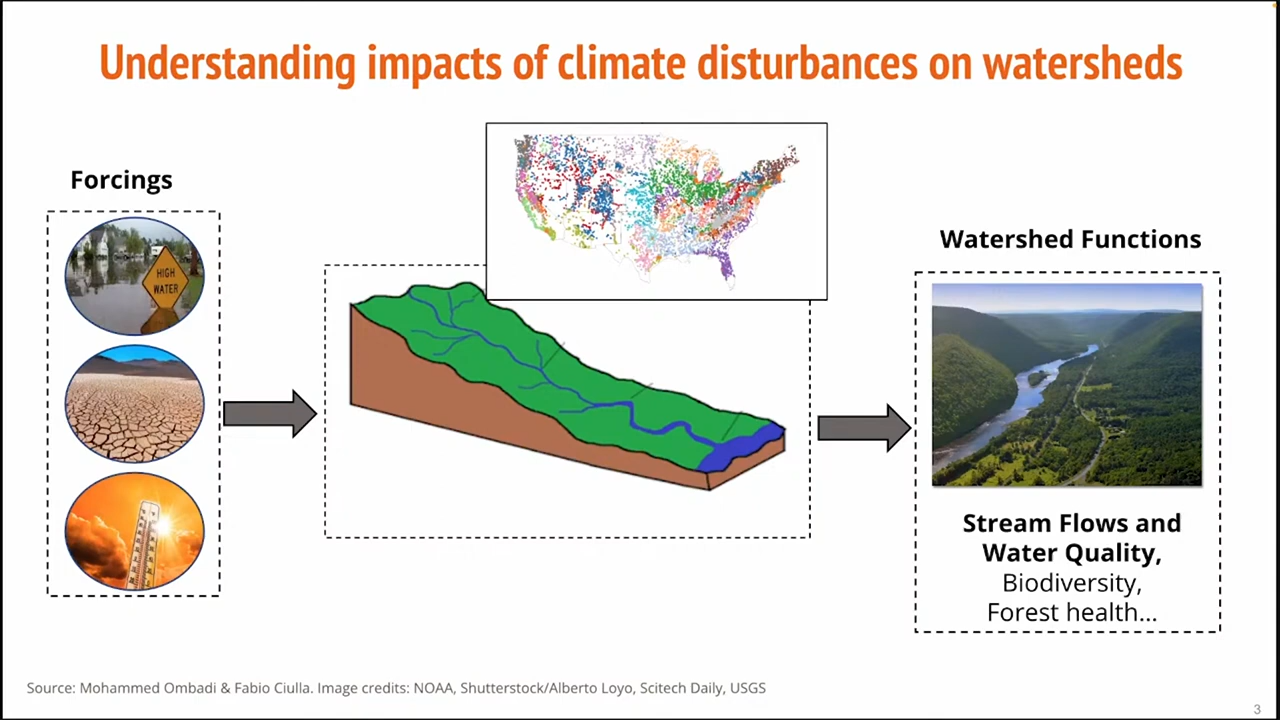 Understanding impacts of climate disturbances on watersheds
Forcings
HIGH
WATER
Watershed Functions
Stream Flows and
Water Quality,
Biodiversity,
Forest health...
Source: Mohammed Ombadi & Fabio Ciulla. Image credits: NOAA, Shutterstock/Alberto Loyo, Scitech Daily, USGS
3